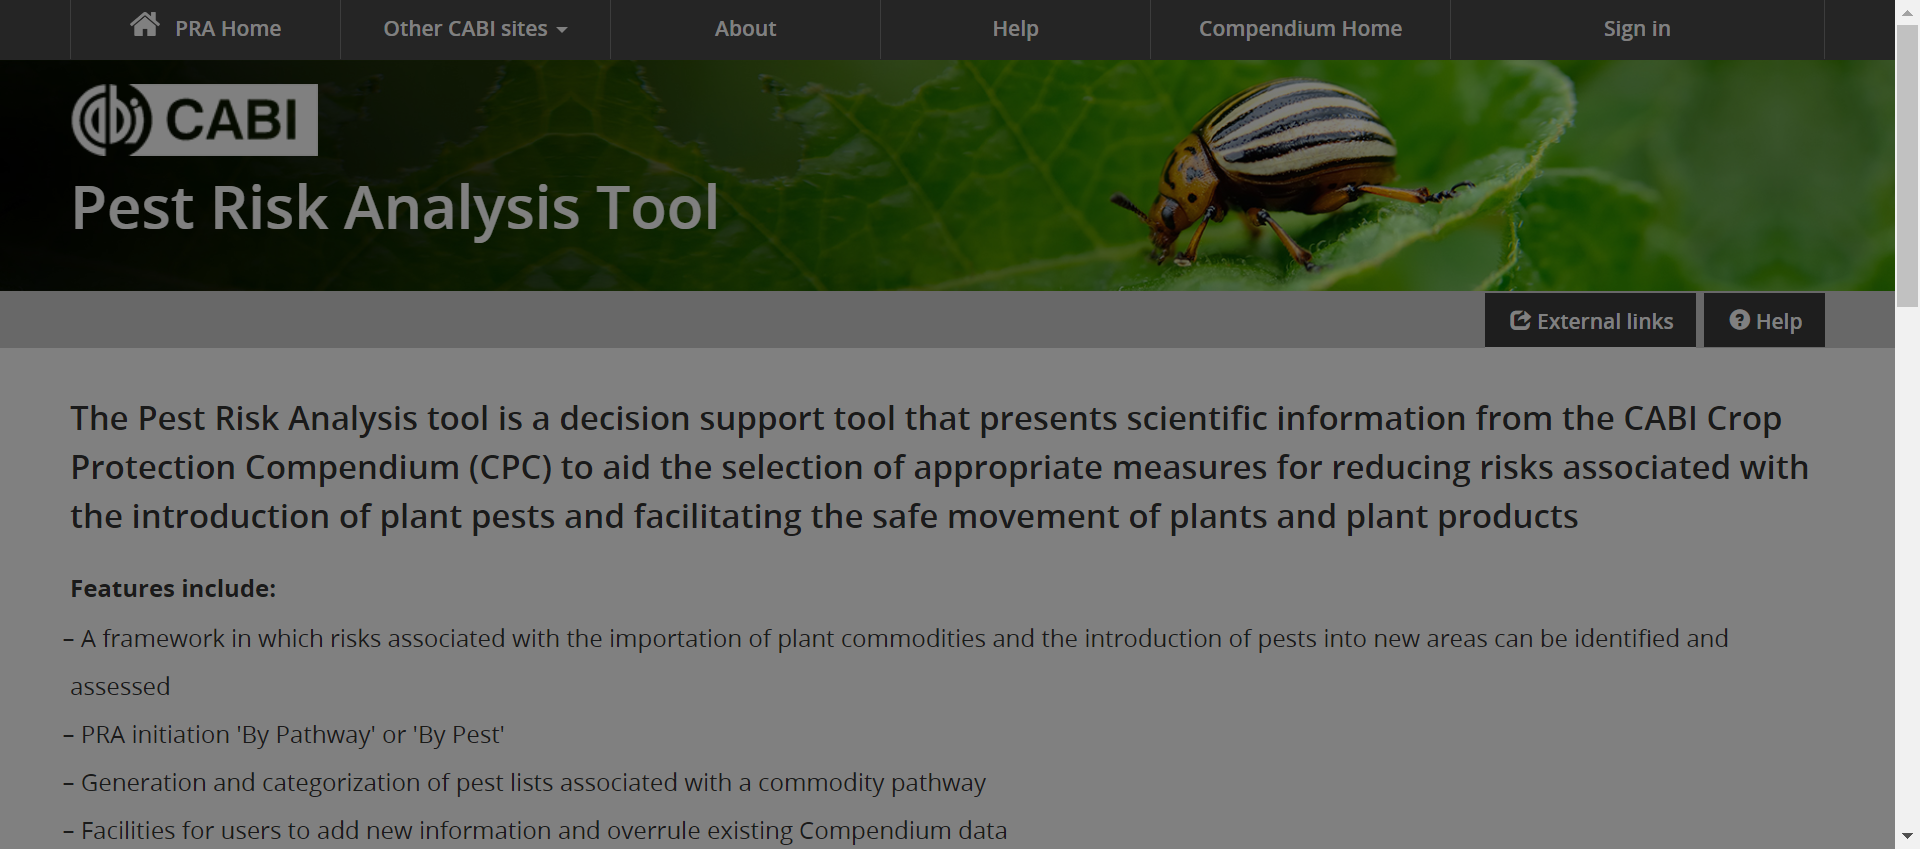 PRA Home
Other CABI sites
About
Help
Compendium Home
Sign in
CABI
Pest Risk Analysis Tool
External links
Help
The Pest Risk Analysis tool is a decision support tool that presents scientific information from the CABI Crop
Protection Compendium (CPC) to aid the selection of appropriate measures for reducing risks associated with
the introduction of plant pests and facilitating the safe movement of plants and plant products
Features include:
– A framework in which risks associated with the importation of plant commodities and the introduction of pests into new areas can be identified and
assessed
– PRA initiation 'By Pathway' or 'By Pest'
– Generation and categorization of pest lists associated with a commodity pathway
– Facilities for users to add new information and overrule existing Compendium data